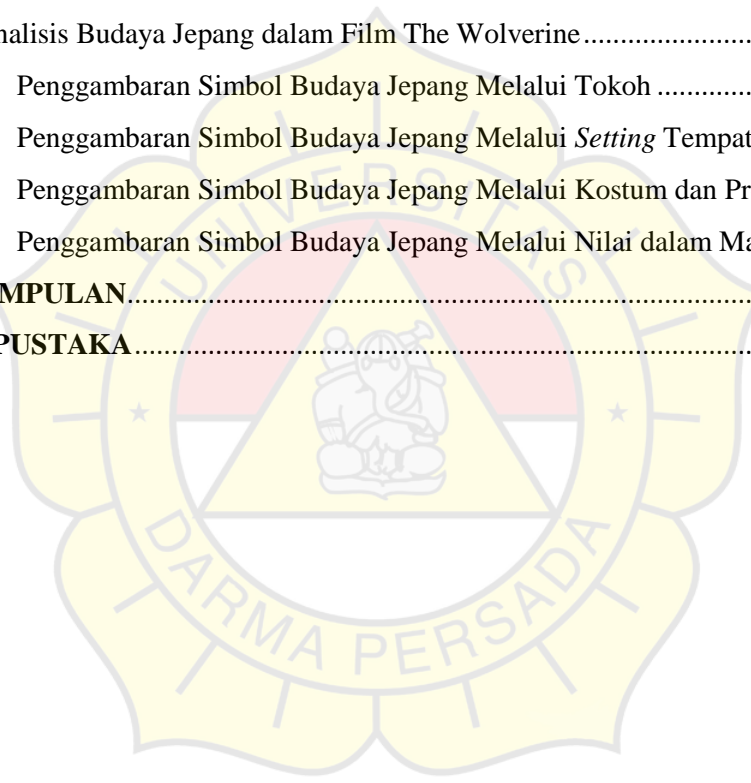 nalisis Budaya Jepang dalam Film The Wolverine........................
Penggambaran Simbol Budaya Jepang Melalui Tokoh ...............
Penggambaran Simbol Budaya Jepang Melalui Setting Tempat
Penggambaran Simbol Budaya Jepang Melalui Kostum dan Pr
Penggambaran Simbol Budaya Jepang Melalui Nilai dalam Ma
MPULAN....................................................................................
PUSTAKA..................................................................................
UNIVERSITAS
DARMA PERSADA